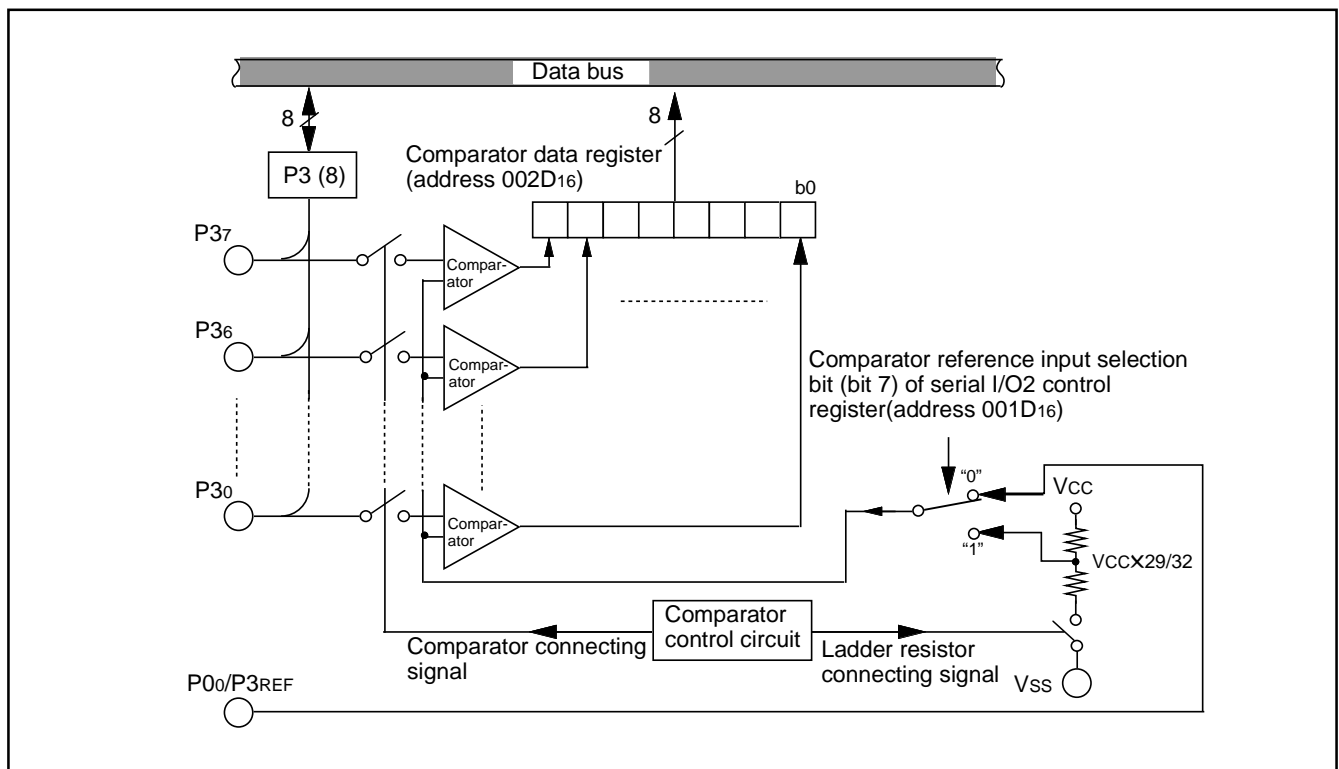 Data bus
8
8
P3 (8)
Comparator data register
(address 002D16)
b0
P37
Compar-
ator
P36
Compar-
ator
Comparator reference input selection
bit (bit 7) of serial I/O2 control
register(address 001D16)
P30
Compar-
ator
“0”
VCC
“1”
VCC×29/32
Comparator
control circuit
Comparator connecting
signal
Ladder resistor
connecting signal
VSS
P00/P3REF